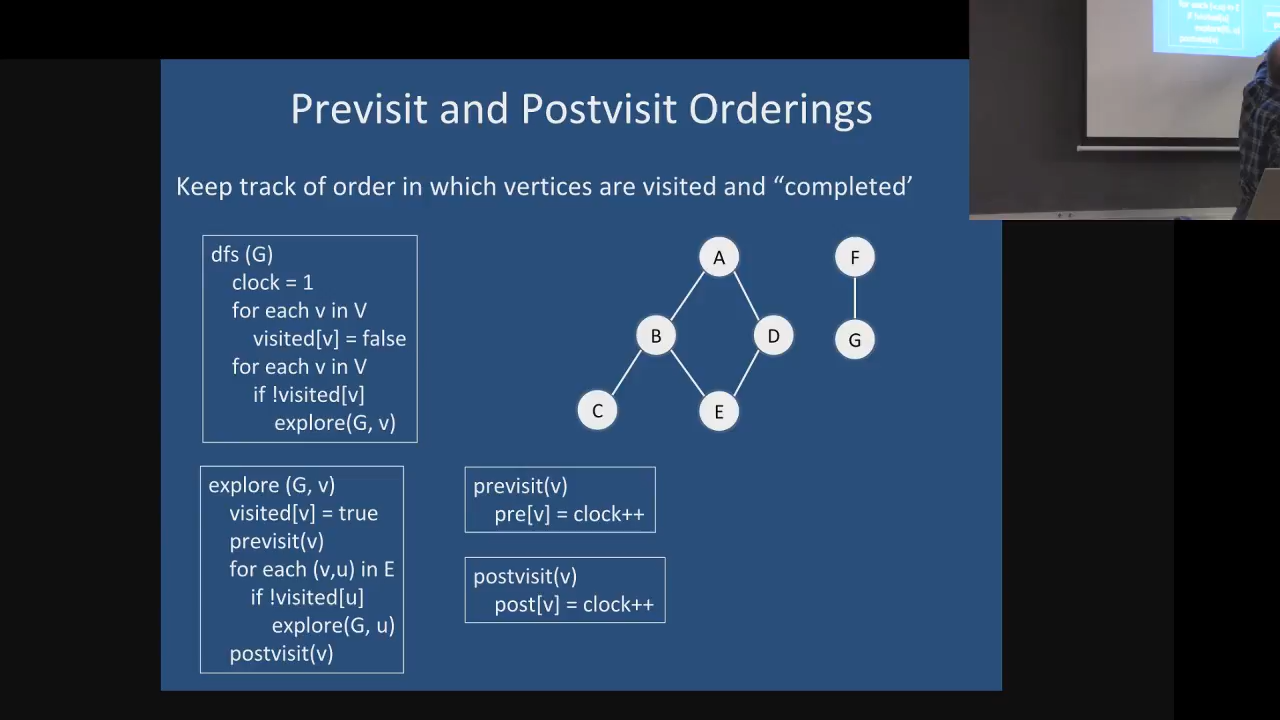 Previsit and Postvisit Orderings
Keep track of order in which vertices are visited and “completed’
dfs (G)
clock = 1
for each v in V
visited[v] = false
for each v in V
if !visited[v]
explore(G, v)
A
F
B
D
G
C
E
explore (G, v)
visited[v] = true
previsit(v)
for each (v,u) in E
if !visited[u]
explore(G, u)
postvisit(v)
previsit(v)
pre[v] = clock++
postvisit(v)
post[v] = clock++